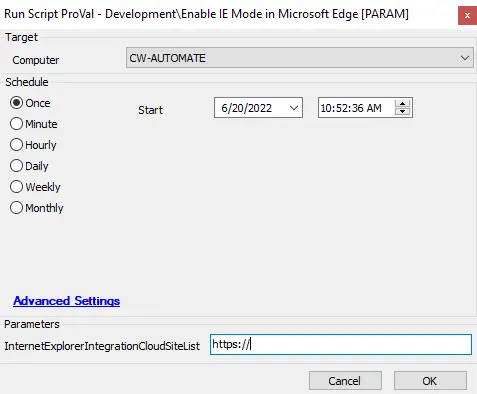 Run Script ProVal - Development\Enable IE Mode in Microsoft Edge [PARAM] x
Target
Computer CW-AUTOMATE
Schedule
Once Start 6/20/2022 10:52:36 AM
Minute
Hourly
Daily
Weekly
Monthly
Advanced Settings
Parameters
InternetExplorerIntegrationCloudSiteList https://
Cancel OK